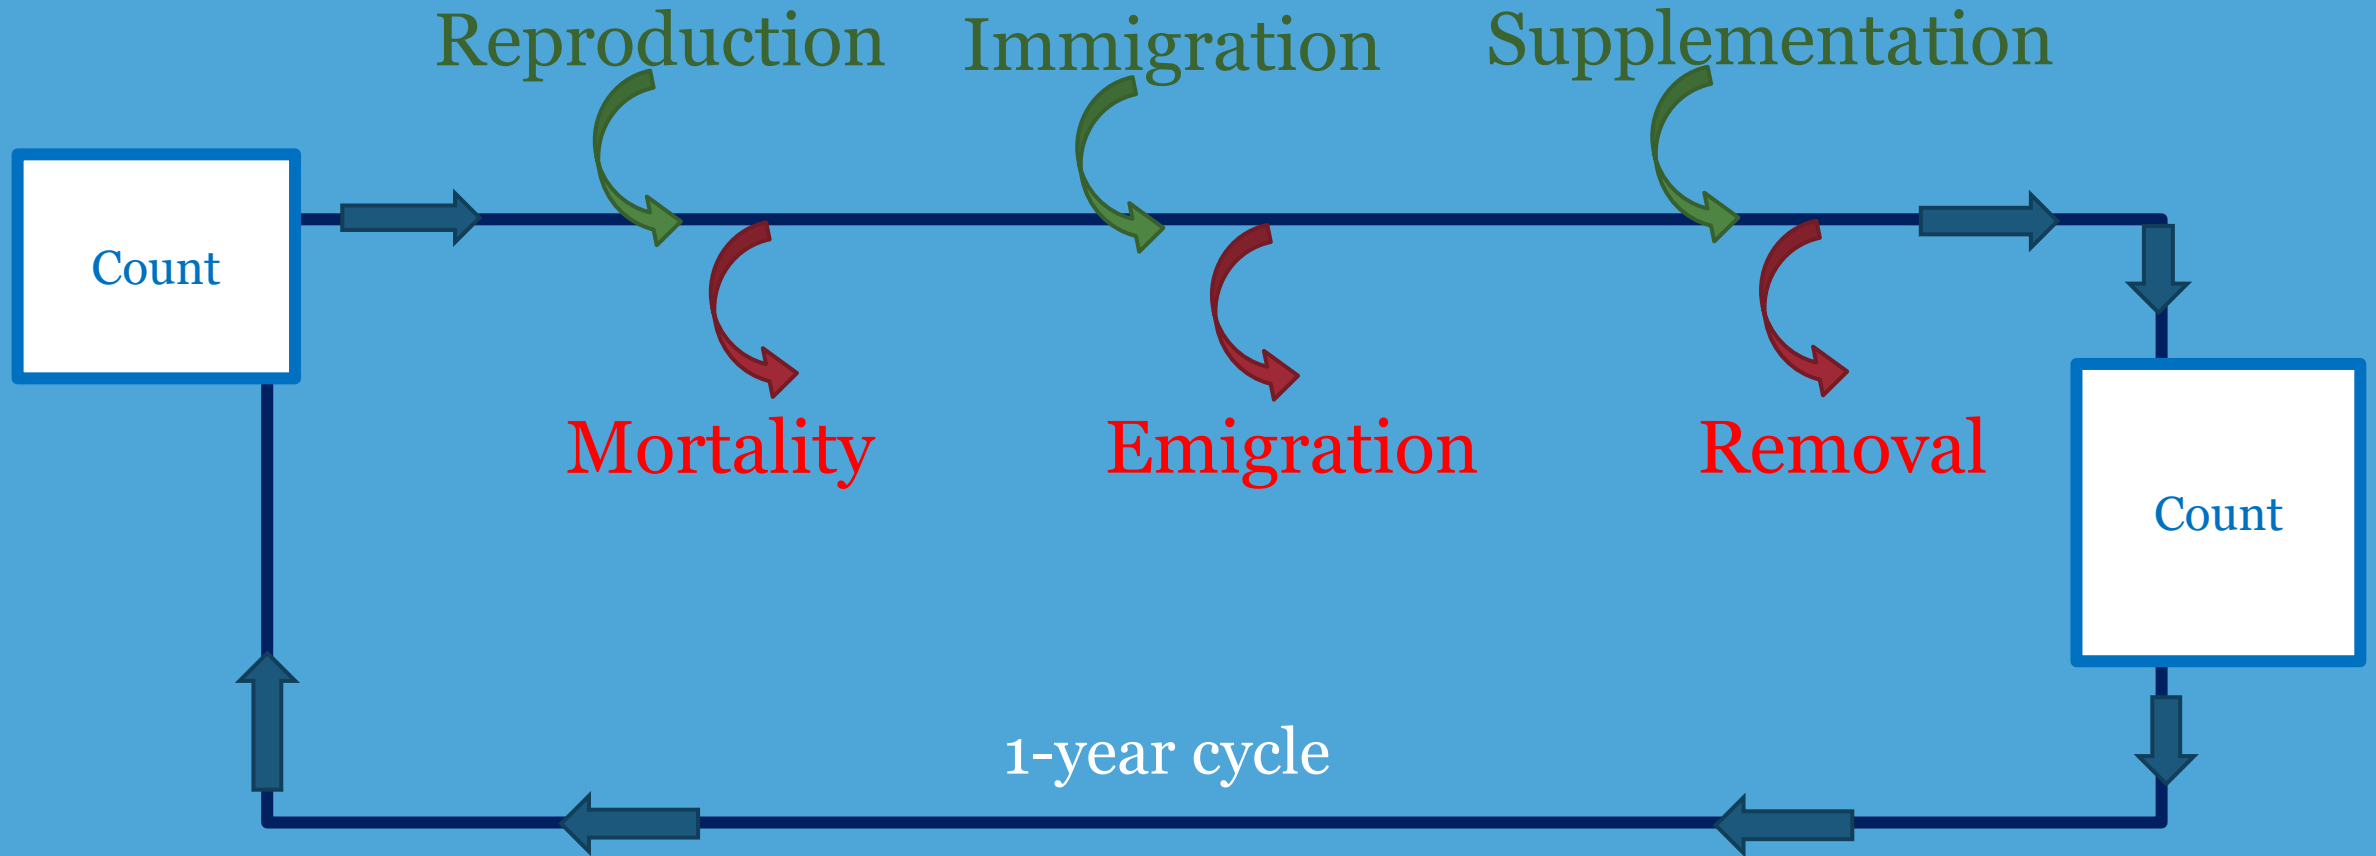 Reproduction
Immigration
Supplementation
Count
Mortality
Emigration
Removal
Count
1-year cycle